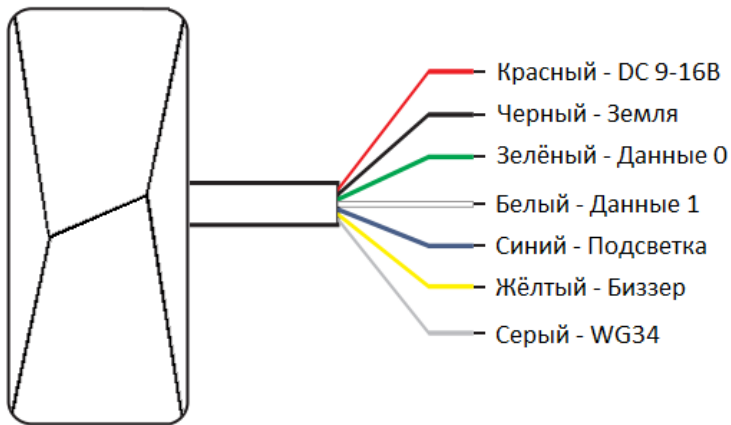 Красный - DC 9-16В
Черный - Земля
Зелёный - Данные 0
Белый - Данные 1
Синий - Подсветка
Жёлтый - Биззер
Серый - WG34